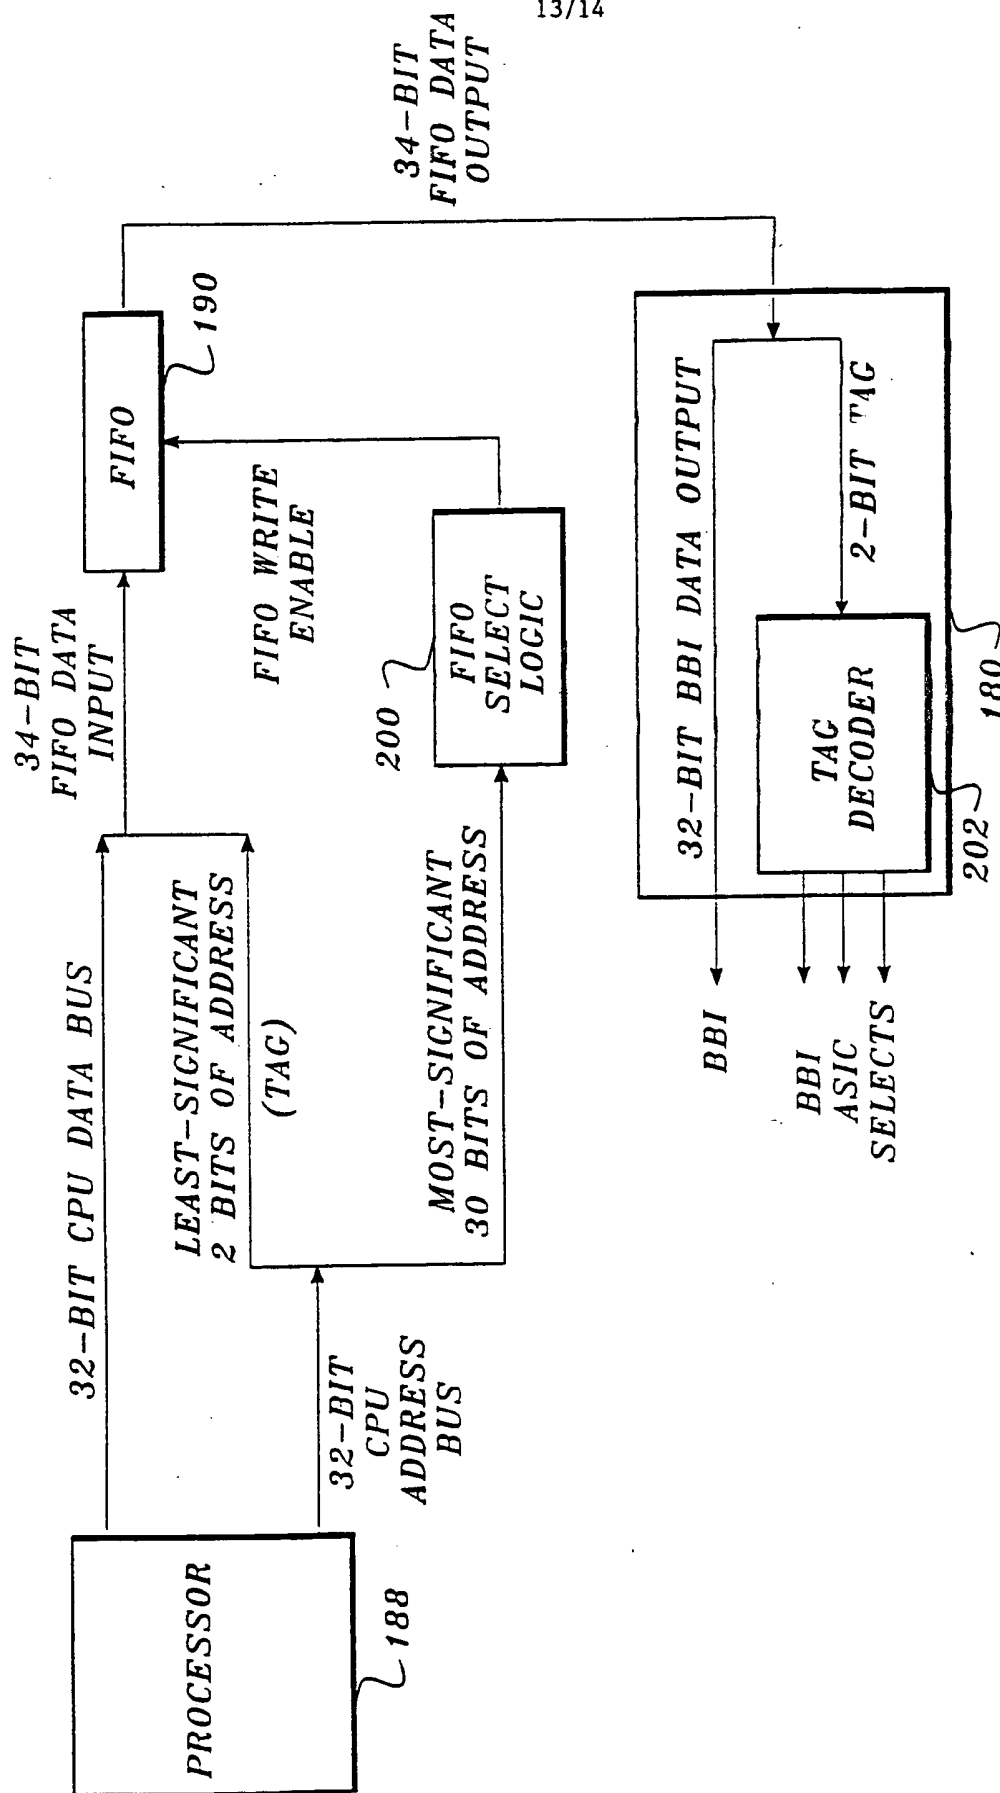 13/14
PROCESSOR
188
32-BIT CPU DATA BUS
32-BIT
CPU
ADDRESS
BUS
LEAST-SIGNIFICANT
2 BITS OF ADDRESS
(TAG)
MOST-SIGNIFICANT
30 BITS OF ADDRESS
34-BIT
FIFO DATA
INPUT
FIFO
190
FIFO WRITE
ENABLE
200
FIFO
SELECT
LOGIC
34-BIT
FIFO DATA
OUTPUT
32-BIT BBI DATA OUTPUT
2-BIT TAG
TAG
DECODER
202
180
BBI
BBI
ASIC
SELECTS